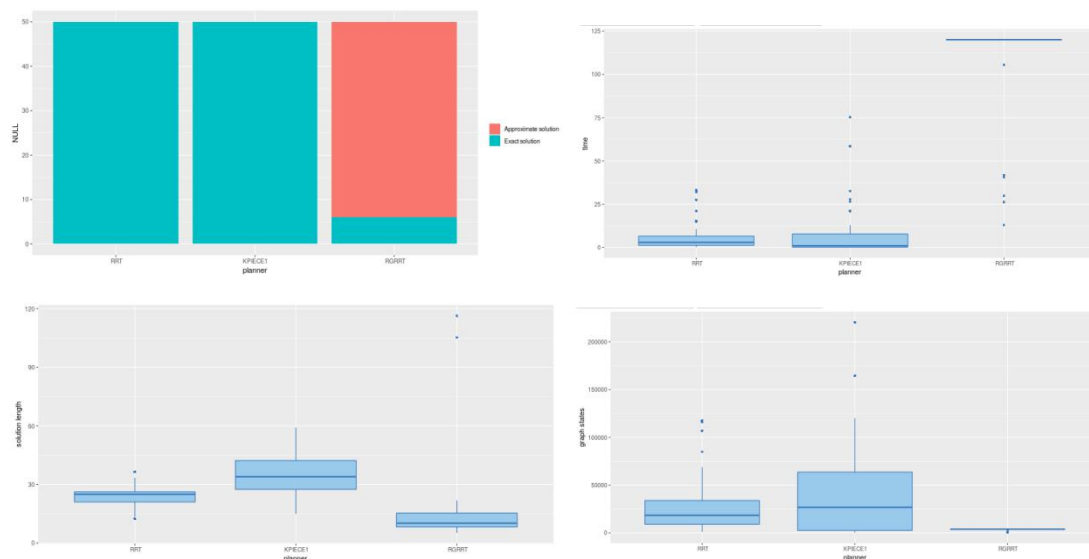 50
40
30
20
10
0
NULL
RRT
KPIECE1
RGRRT
planner
Approximate solution
Exact solution
125
100
75
50
25
0
time
RRT
KPIECE1
RGRRT
planner
120
90
60
30
0
solution length
RRT
KPIECE1
RGRRT
planner
200000
150000
100000
50000
0
graph states
RRT
KPIECE1
RGRRT
planner